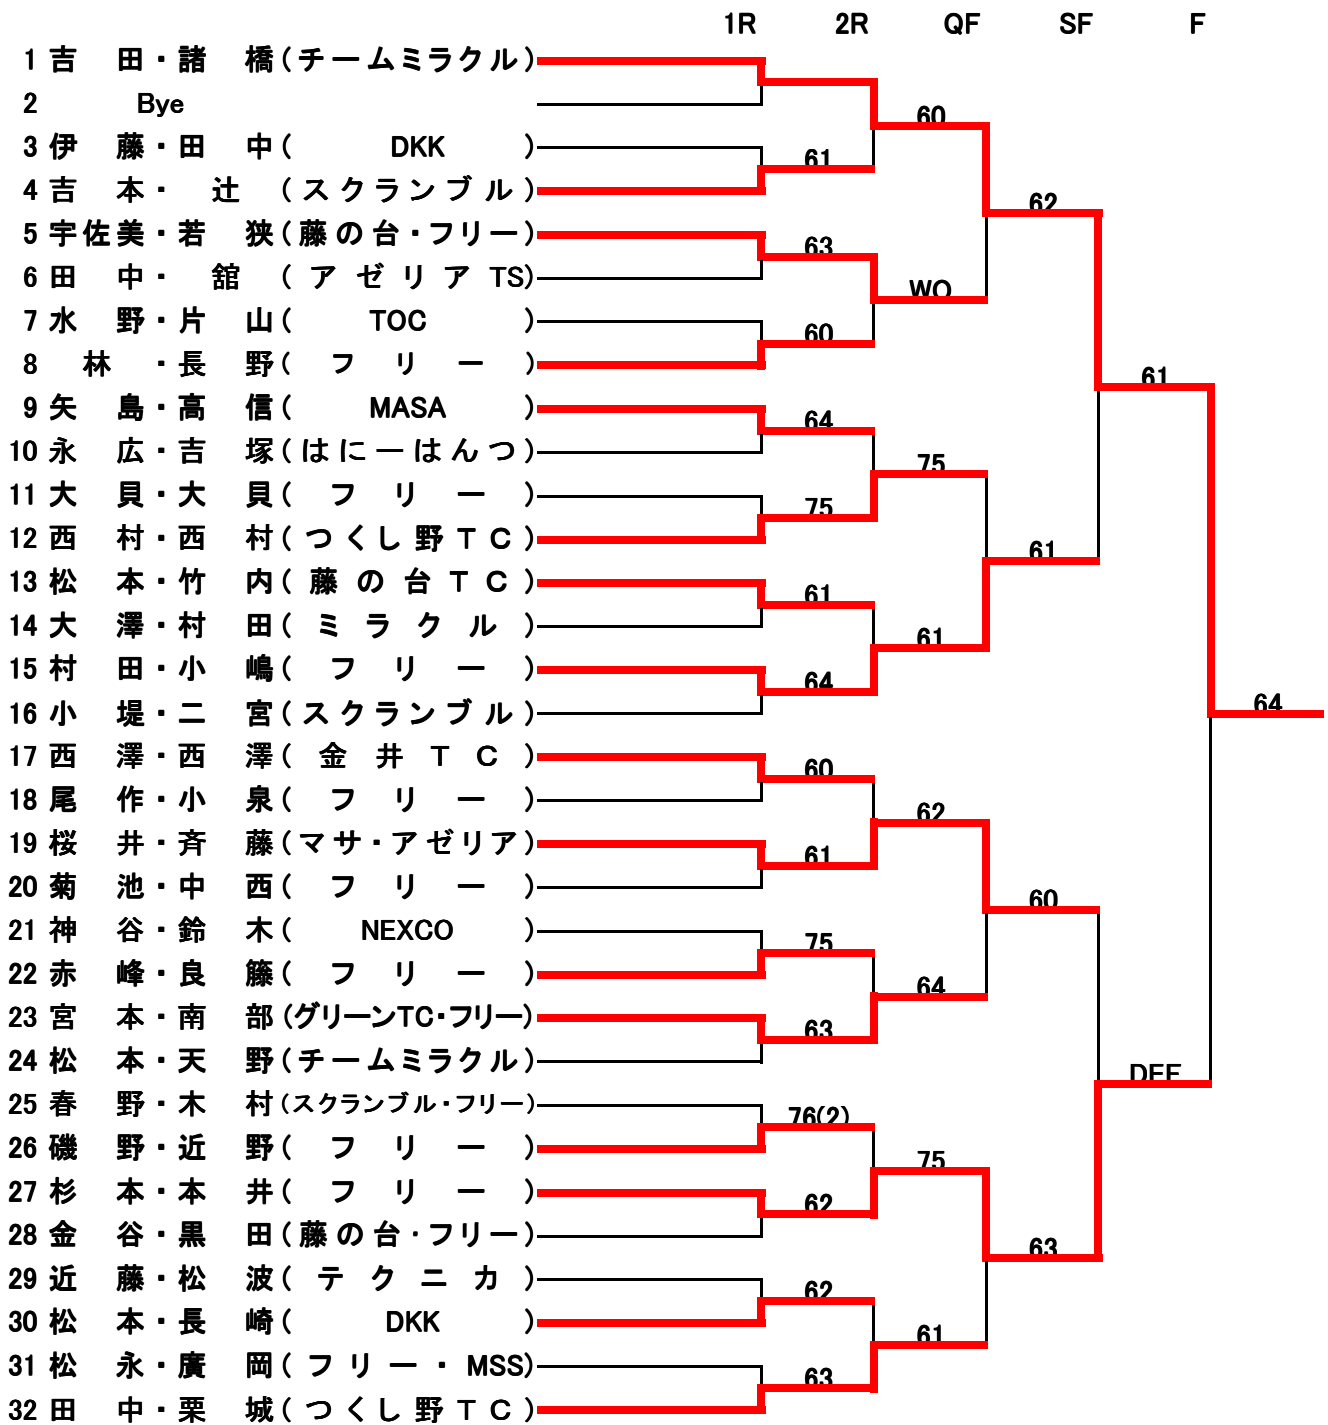 1R 2R QF SF F
1 吉 田・諸 橋(チームミラクル)
2 Bye
60
3 伊 藤・田 中( DKK )
61
4 吉 本・ 辻 (スクランブル)
62
5 宇佐美・若 狭(藤の台・フリー)
63
6 田 中・ 舘 (アゼリアTS)
WO
7 水 野・片 山( TOC )
60
8 林 ・長 野( フ リ ー )
61
9 矢 島・高 信( MASA )
64
10 永 広・吉 塚(はにーはんつ)
75
11 大 貝・大 貝( フ リ ー )
75
12 西 村・西 村(つくし野TC)
61
13 松 本・竹 内(藤の台TC)
61
14 大 澤・村 田(ミラクル)
61
15 村 田・小 嶋( フ リ ー )
64
16 小 堤・二 宮(スクランブル)
64
17 西 澤・西 澤( 金 井 T C )
60
18 尾 作・小 泉( フ リ ー )
62
19 桜 井・斉 藤(マサ・アゼリア)
61
20 菊 池・中 西( フ リ ー )
60
21 神 谷・鈴 木( NEXCO )
75
22 赤 峰・良 籐( フ リ ー )
64
23 宮 本・南 部(グリーンTC・フリー)
63
24 松 本・天 野(チームミラクル)
DEF
25 春 野・木 村(スクランブル・フリー)
76(2)
26 磯 野・近 野( フ リ ー )
75
27 杉 本・本 井( フ リ ー )
62
28 金 谷・黒 田(藤の台・フリー)
63
29 近 藤・松 波( テ ク ニ カ )
62
30 松 本・長 崎( DKK )
61
31 松 永・廣 岡(フリー・MSS)
63
32 田 中・栗 城(つくし野TC)